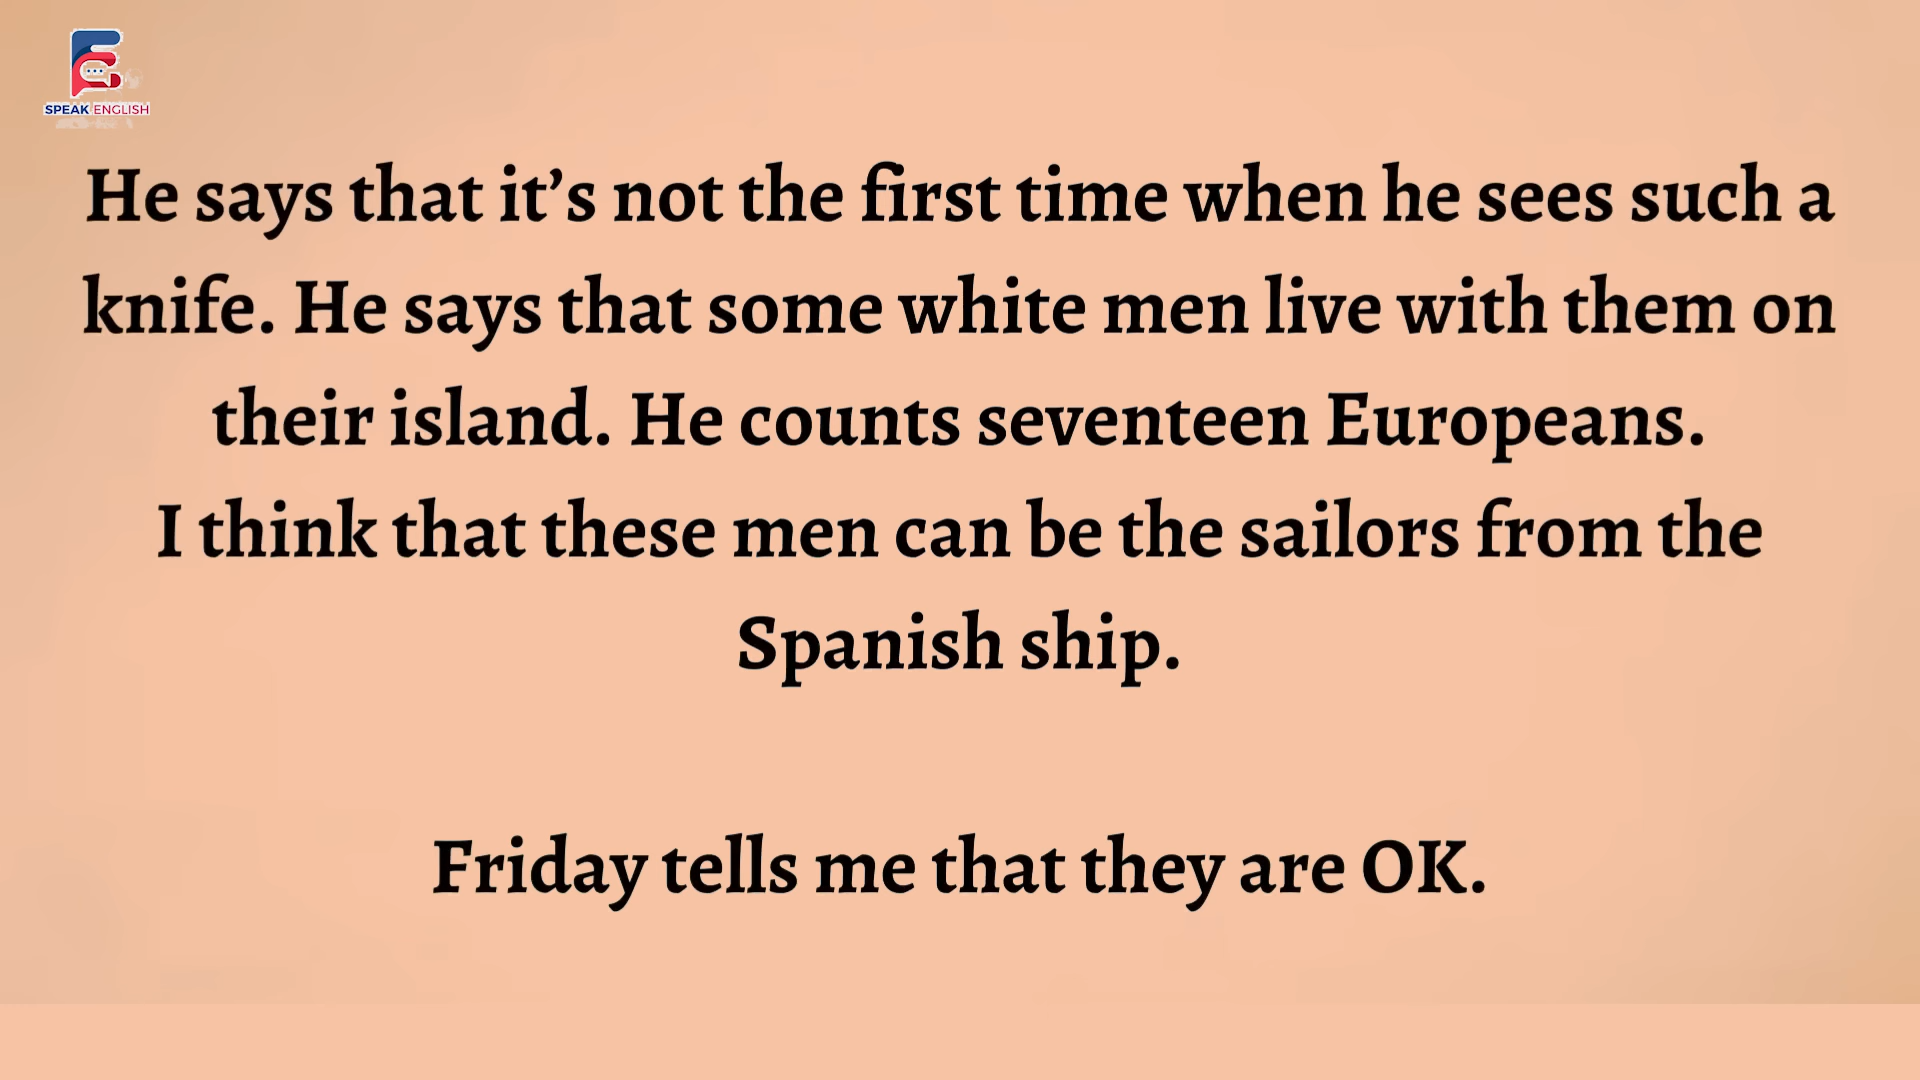 SPEAK ENGLISH
He says that it’s not the first time when he sees such a
knife. He says that some white men live with them on
their island. He counts seventeen Europeans.
I think that these men can be the sailors from the
Spanish ship.
Friday tells me that they are OK.